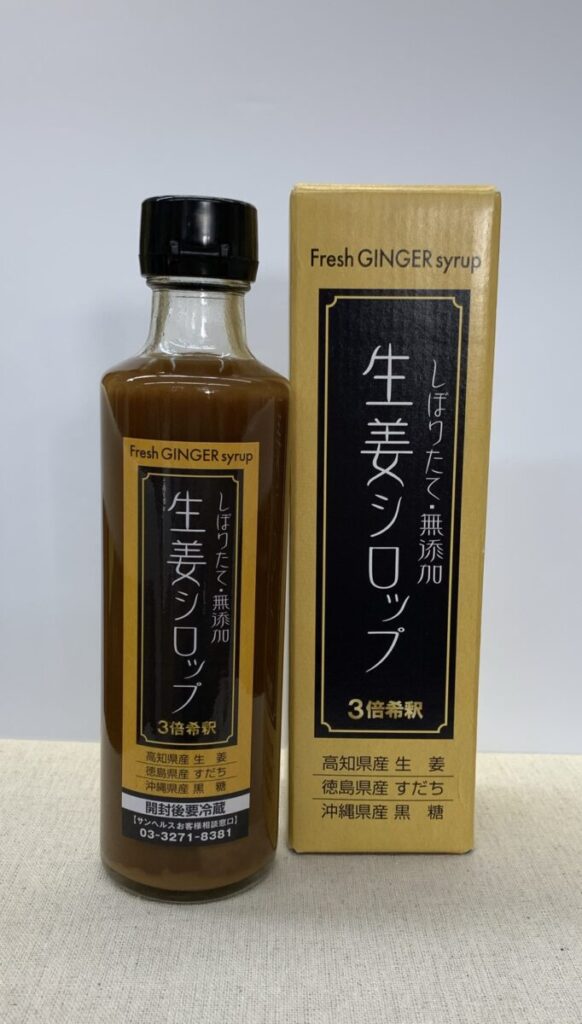 Fresh GINGER syrup
しぼりたて・無添加
生姜シロップ
3倍希釈
高知県産 生 姜
徳島県産 すだち
沖縄県産 黒 糖
開封後要冷蔵
【サンヘルスお客様相談窓口】
03-3271-8381
Fresh GINGER syrup
しぼりたて・無添加
生姜シロップ
3倍希釈
高知県産 生 姜
徳島県産 すだち
沖縄県産 黒 糖